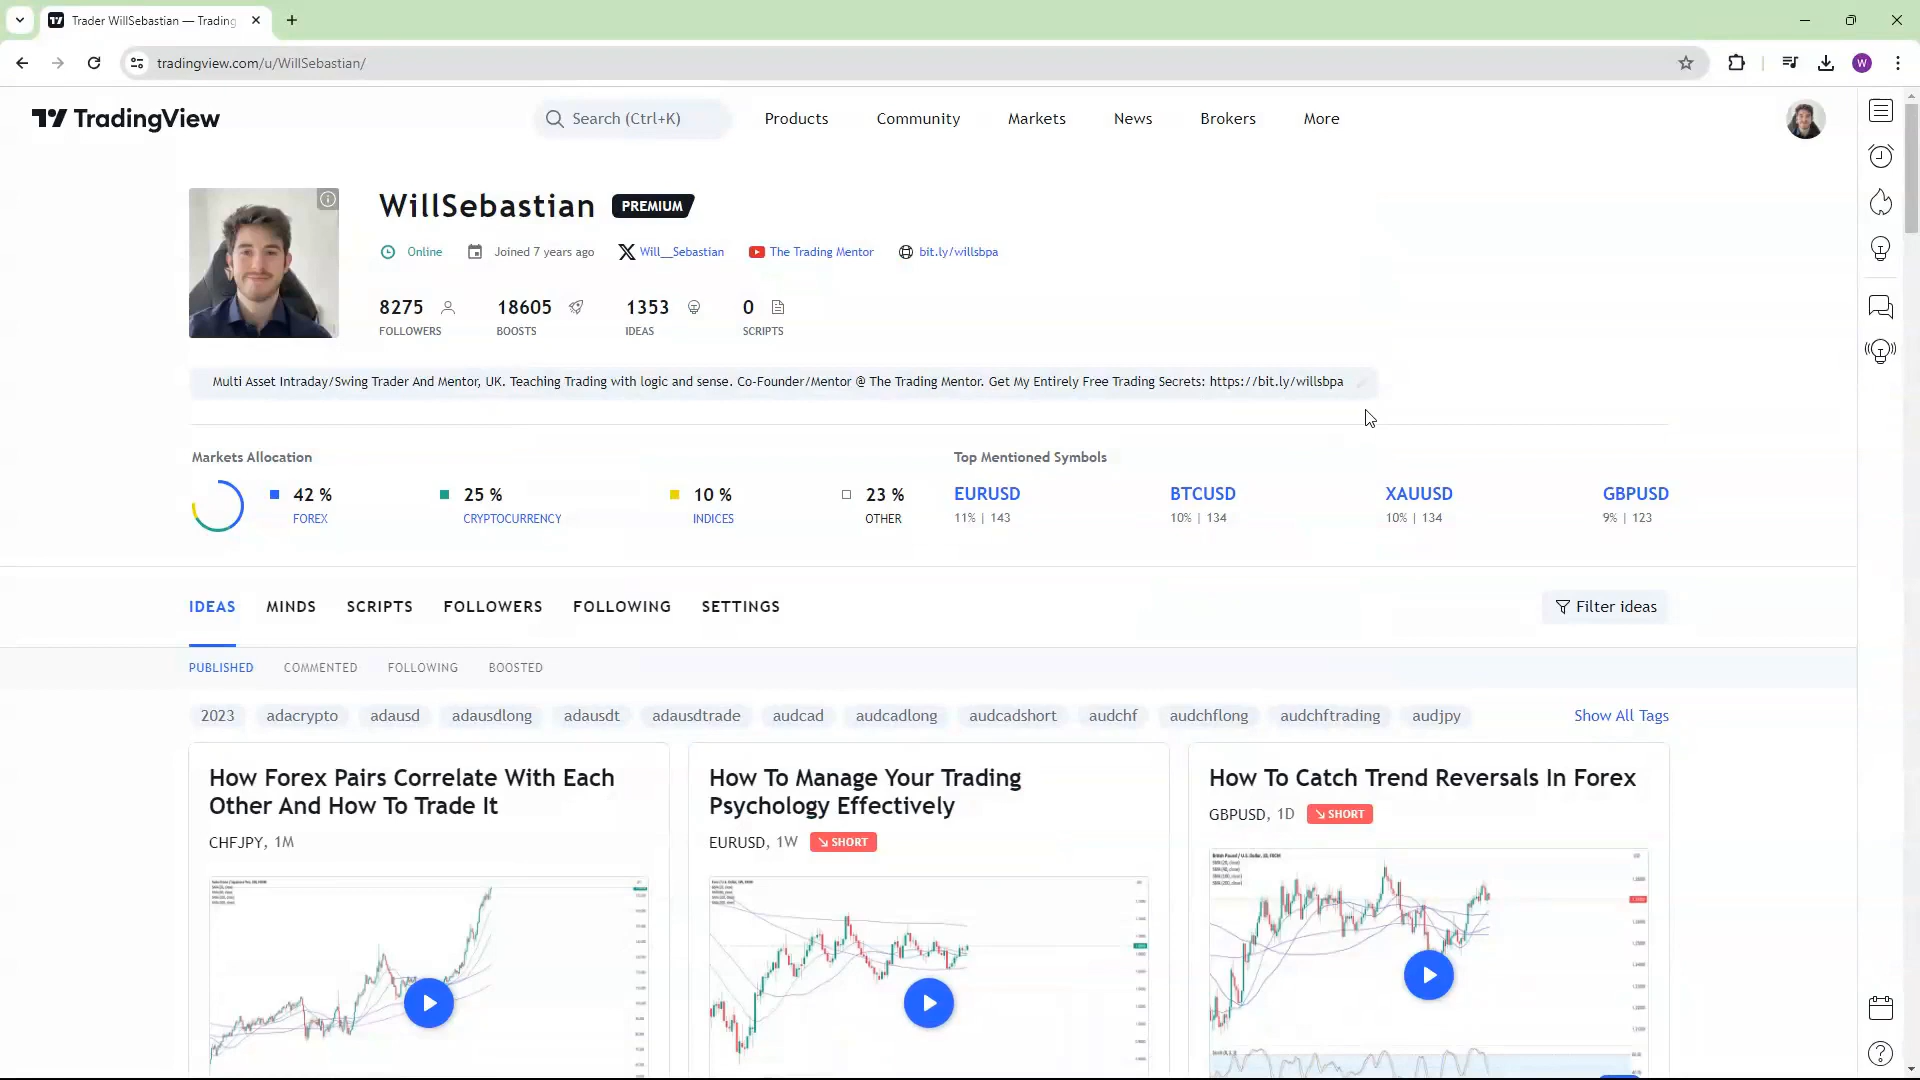 Trader WillSebastian — Trading
tradingview.com/u/WillSebastian/
W
TradingView
Search (Ctrl+K)
Products
Community
Markets
News
Brokers
More
WillSebastian
PREMIUM
Online
Joined 7 years ago
Will__Sebastian
The Trading Mentor
bit.ly/willsbpa
8275
18605
1353
0
FOLLOWERS
BOOSTS
IDEAS
SCRIPTS
Multi Asset Intraday/Swing Trader And Mentor, UK. Teaching Trading with logic and sense. Co-Founder/Mentor @ The Trading Mentor. Get My Entirely Free Trading Secrets: https://bit.ly/willsbpa
Markets Allocation
42 %
FOREX
25 %
CRYPTOCURRENCY
10 %
INDICES
23 %
OTHER
Top Mentioned Symbols
EURUSD
11% | 143
BTCUSD
10% | 134
XAUUSD
10% | 134
GBPUSD
9% | 123
IDEAS
MINDS
SCRIPTS
FOLLOWERS
FOLLOWING
SETTINGS
Filter ideas
PUBLISHED
COMMENTED
FOLLOWING
BOOSTED
2023
adacrypto
adausd
adausdlong
adausdt
adausdtrade
audcad
audcadlong
audcadshort
audchf
audchflong
audchftrading
audjpy
Show All Tags
How Forex Pairs Correlate With Each
Other And How To Trade It
CHFJPY, 1M
How To Manage Your Trading
Psychology Effectively
EURUSD, 1W
SHORT
How To Catch Trend Reversals In Forex
GBPUSD, 1D
SHORT